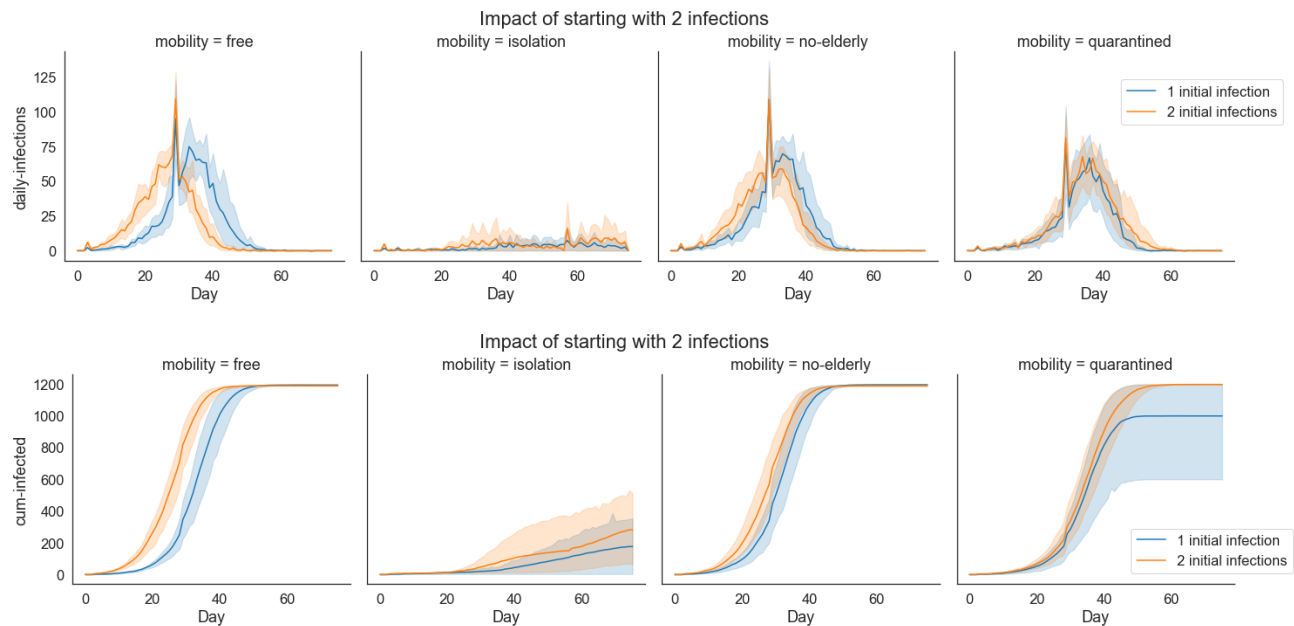 Impact of starting with 2 infections
mobility = free
mobility = isolation
mobility = no-elderly
mobility = quarantined
daily-infections
125
100
75
50
25
0
1 initial infection
2 initial infections
0 20 40 60
0 20 40 60
0 20 40 60
0 20 40 60
Day
Day
Day
Day
Impact of starting with 2 infections
mobility = free
mobility = isolation
mobility = no-elderly
mobility = quarantined
cum-infected
1200
1000
800
600
400
200
0
1 initial infection
2 initial infections
0 20 40 60
0 20 40 60
0 20 40 60
0 20 40 60
Day
Day
Day
Day